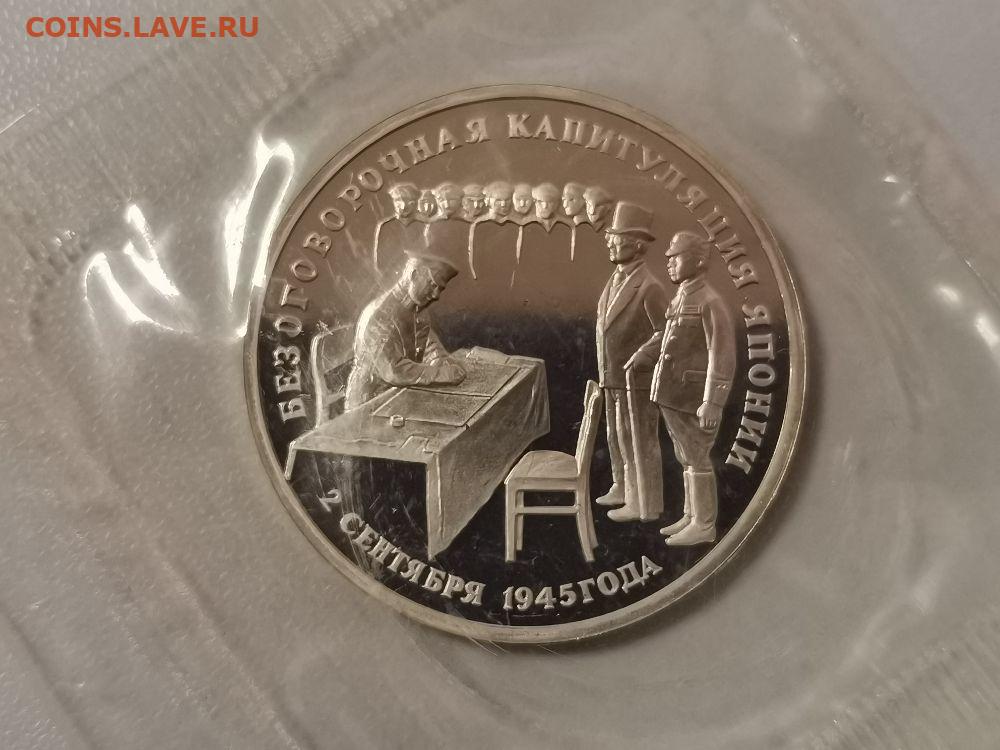 COINS.LAVE.RU
БЕЗОГОВОРОЧНАЯ КАПИТУЛЯЦИЯ ЯПОНИИ
2 СЕНТЯБРЯ 1945 ГОДА